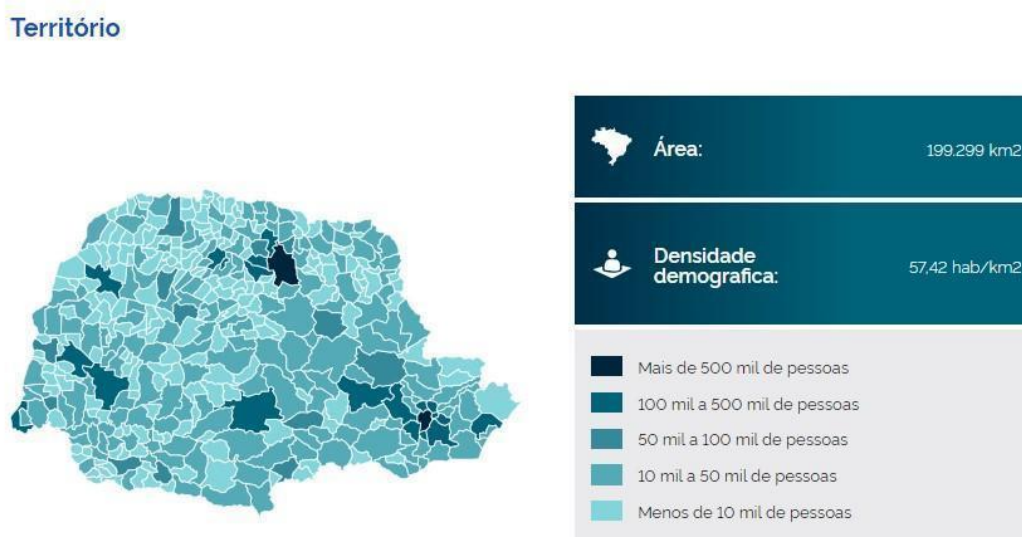 Território
Área:
199.299 km2
Densidade
demografica:
57,42 hab/km2
Mais de 500 mil de pessoas
100 mil a 500 mil de pessoas
50 mil a 100 mil de pessoas
10 mil a 50 mil de pessoas
Menos de 10 mil de pessoas